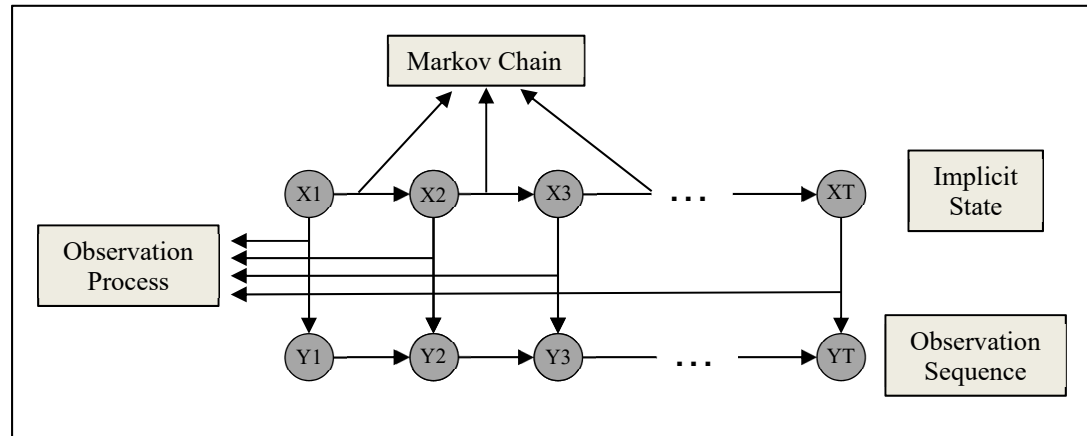 Markov Chain
X1
X2
X3
...
XT
Implicit
State
Observation
Process
Y1
Y2
Y3
...
YT
Observation
Sequence